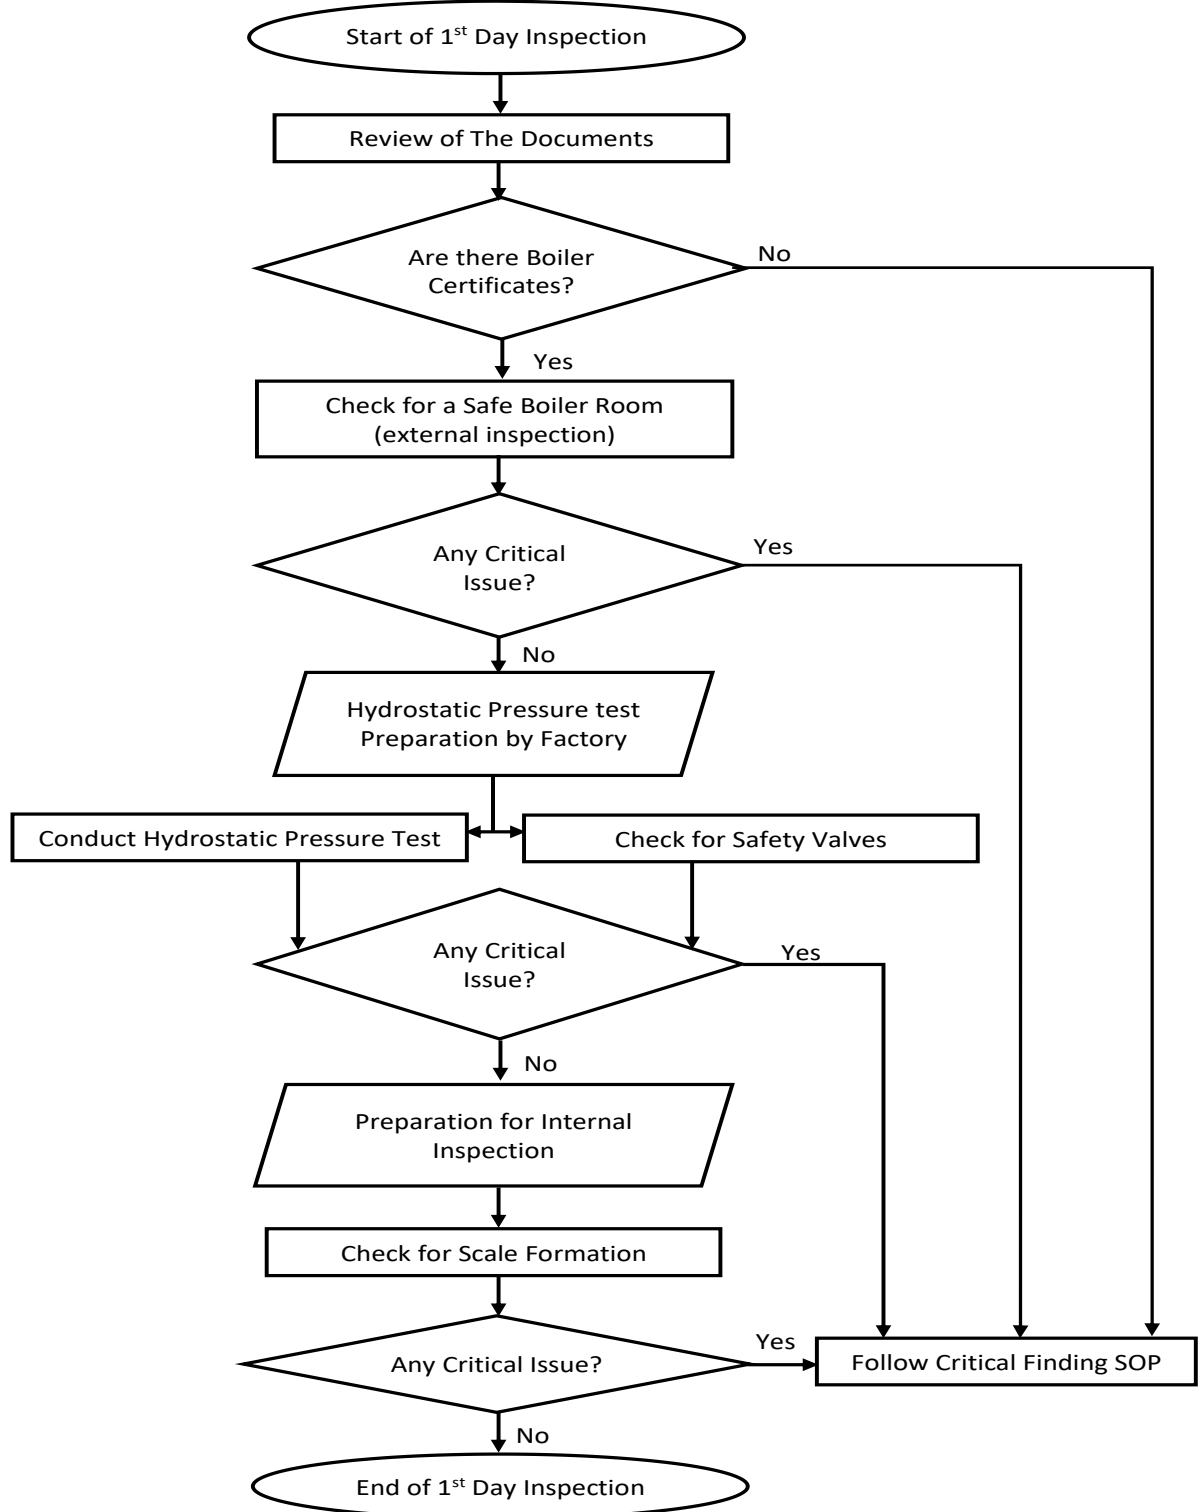 Start of 1st Day Inspection
Review of The Documents
Are there Boiler
Certificates?
No
Yes
Check for a Safe Boiler Room
(external inspection)
Any Critical
Issue?
Yes
No
Hydrostatic Pressure test
Preparation by Factory
Conduct Hydrostatic Pressure Test
Check for Safety Valves
Any Critical
Issue?
Yes
No
Preparation for Internal
Inspection
Check for Scale Formation
Any Critical Issue?
Yes
Follow Critical Finding SOP
No
End of 1st Day Inspection